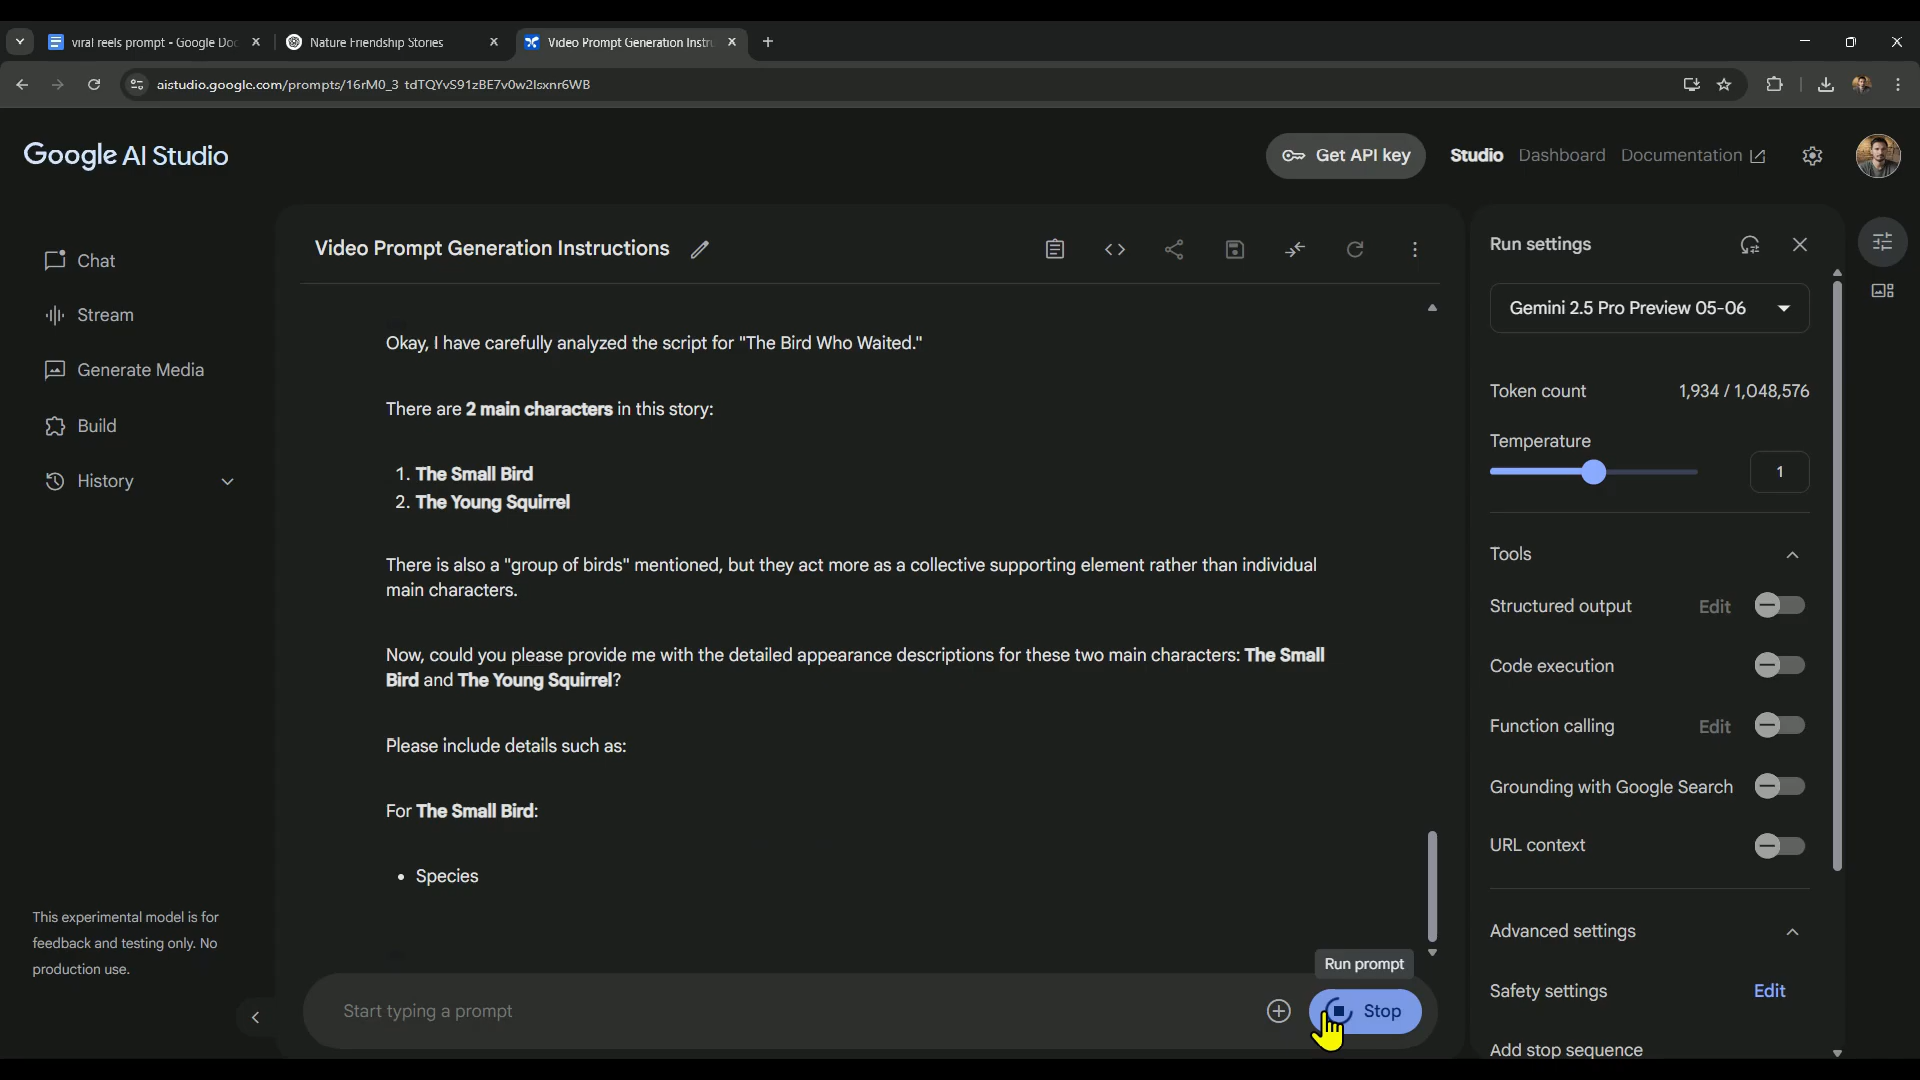 viral reels prompt - Google Doc
Nature Friendship Stories
Video Prompt Generation Instru
aistudio.google.com/prompts/16rM0_3 tdTQYvS91zBE7v0w2lsxnr6WB
Google AI Studio
Get API key
Studio
Dashboard
Documentation
Chat
Stream
Generate Media
Build
History
This experimental model is for
feedback and testing only. No
production use.
Video Prompt Generation Instructions
Okay, I have carefully analyzed the script for "The Bird Who Waited."
There are 2 main characters in this story:
1. The Small Bird
2. The Young Squirrel
There is also a "group of birds" mentioned, but they act more as a collective supporting element rather than individual
main characters.
Now, could you please provide me with the detailed appearance descriptions for these two main characters: The Small
Bird and The Young Squirrel?
Please include details such as:
For The Small Bird:
• Species
Run prompt
Start typing a prompt
Stop
Run settings
Gemini 2.5 Pro Preview 05-06
Token count 1,934 / 1,048,576
Temperature
1
Tools
Structured output Edit
Code execution
Function calling Edit
Grounding with Google Search
URL context
Advanced settings
Safety settings Edit
Add stop sequence